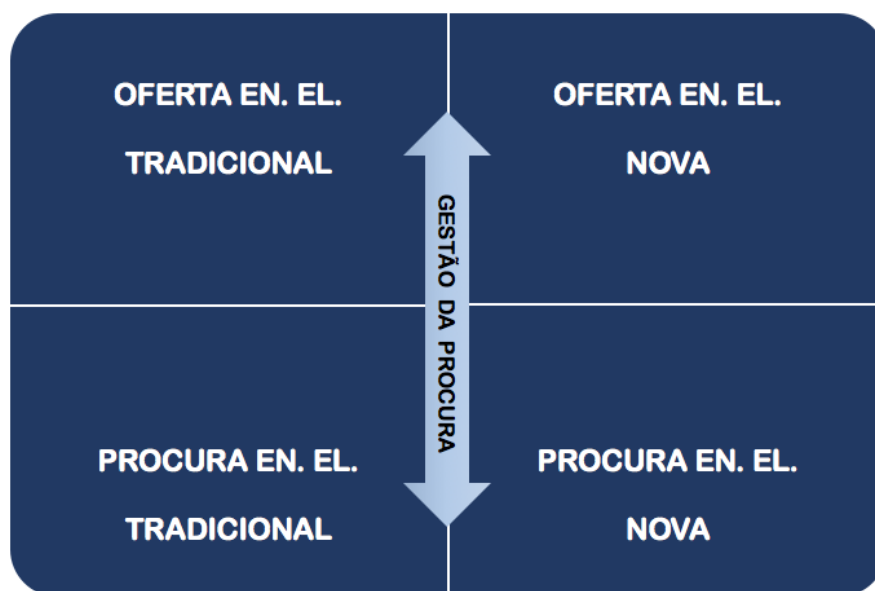 OFERTA EN. EL.
TRADICIONAL
OFERTA EN. EL.
NOVA
GESTÃO DA PROCURA
PROCURA EN. EL.
TRADICIONAL
PROCURA EN. EL.
NOVA